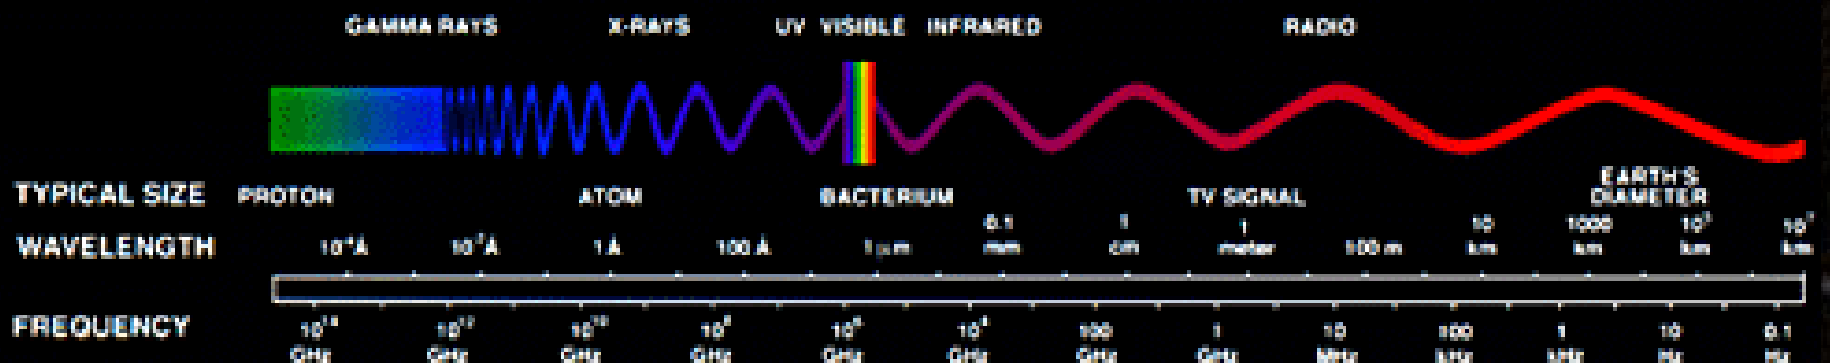 GAMMA RAYS X-RAYS UV VISIBLE INFRARED RADIO
TYPICAL SIZE PROTON ATOM BACTERIUM TV SIGNAL EARTH'S DIAMETER
WAVELENGTH 1 Å 100 Å 1 μm 0.1 mm 1 cm 1 meter 100 m 10 km 1000 km km km
FREQUENCY GHz GHz GHz GHz GHz GHz 100 GHz 1 GHz 10 MHz 100 kHz 1 kHz 10 Hz 0.1 Hz